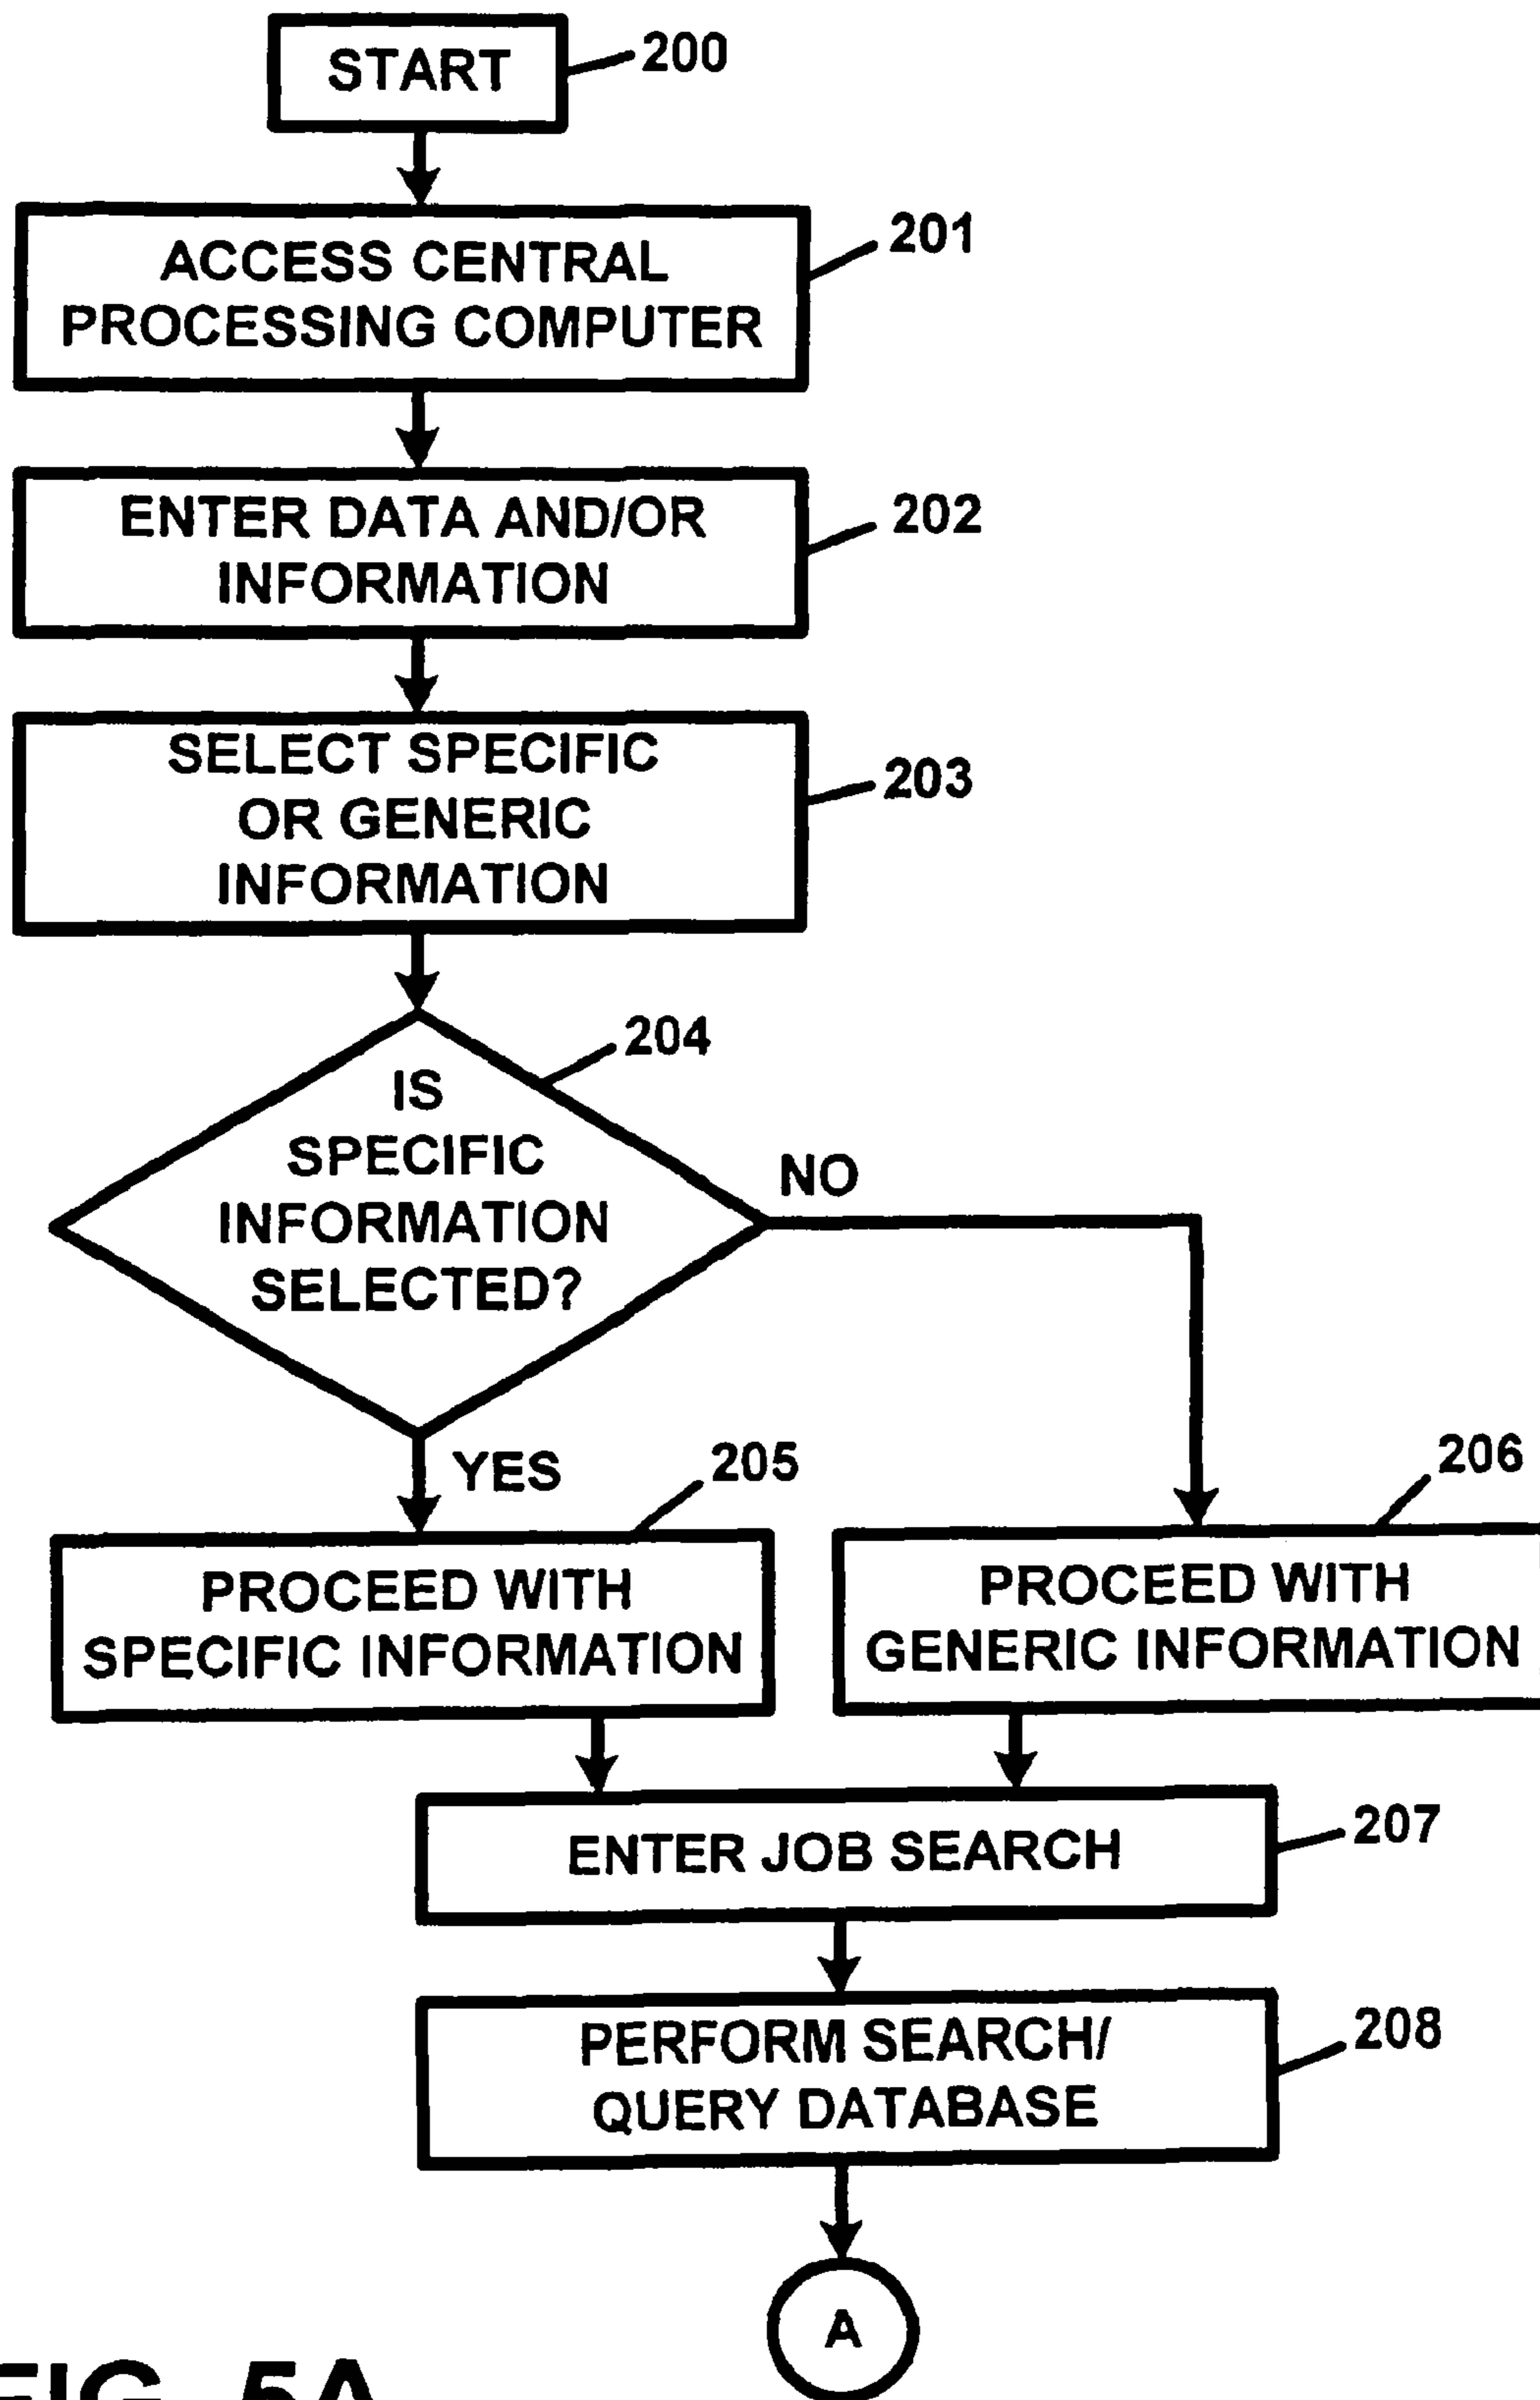 START
200
ACCESS CENTRAL
PROCESSING COMPUTER
201
ENTER DATA AND/OR
INFORMATION
202
SELECT SPECIFIC
OR GENERIC
INFORMATION
203
IS
SPECIFIC
INFORMATION
SELECTED?
204
NO
YES
205
206
PROCEED WITH
SPECIFIC INFORMATION
PROCEED WITH
GENERIC INFORMATION
ENTER JOB SEARCH
207
PERFORM SEARCH/
QUERY DATABASE
208
A
FIG. 5A